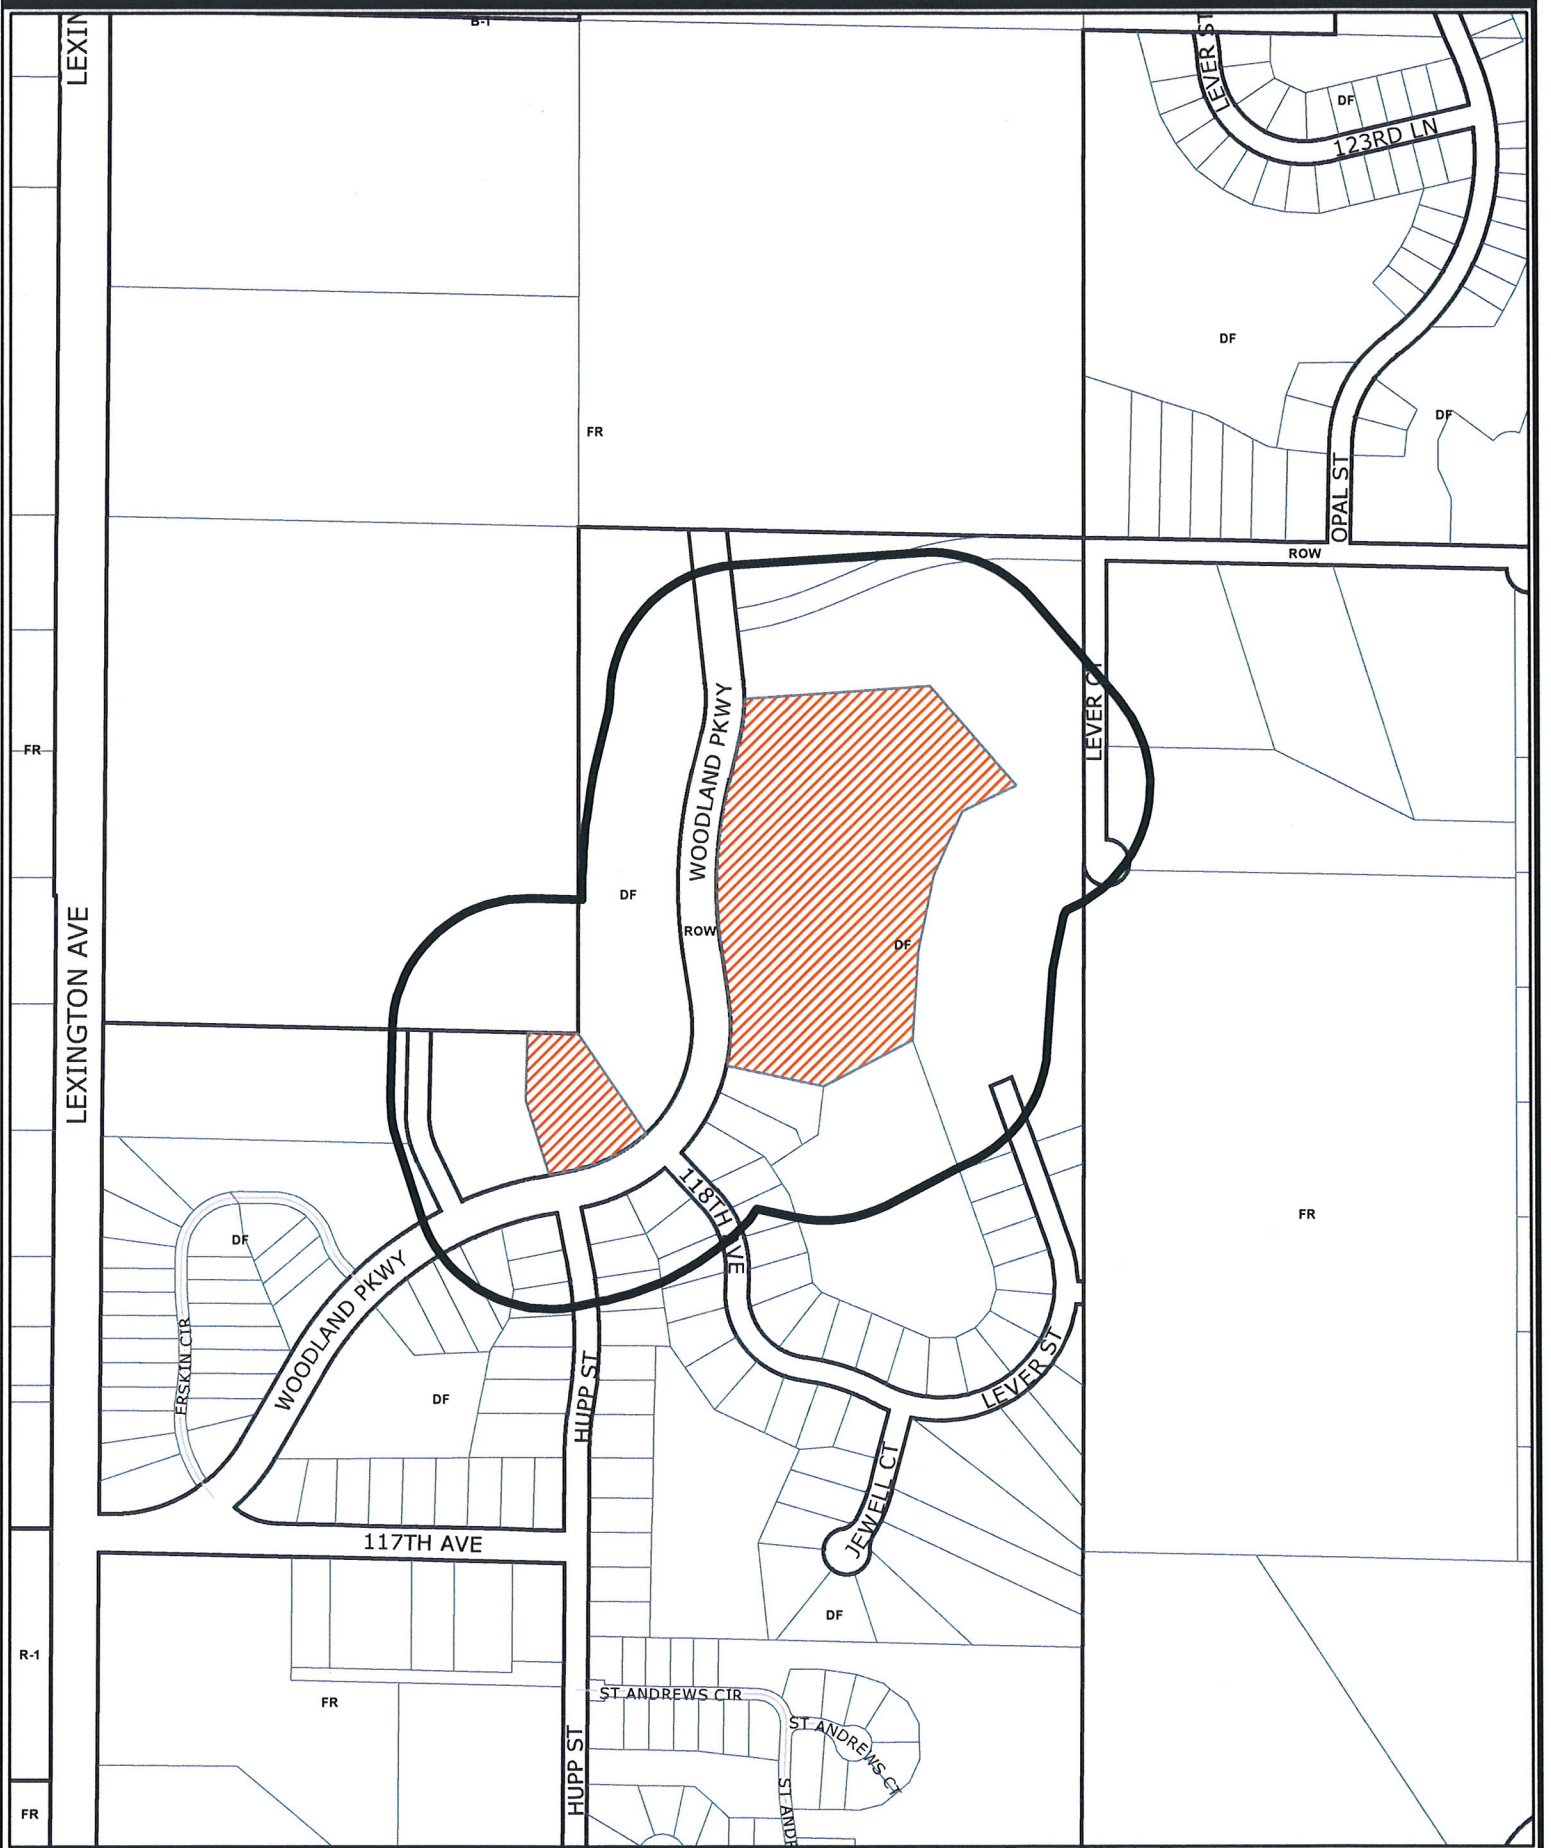 B-1
LEXIN
LEVER ST
DF
123RD LN
DF
DF
FR
OPAL ST
ROW
LEVER CT
WOODLAND PKWY
FR
DF
ROW
DF
LEXINGTON AVE
118TH AVE
DF
FR
WOODLAND PKWY
ERSKIN CIR
HUPP ST
LEVER ST
DF
JEWELL CT
117TH AVE
DF
R-1
FR
ST ANDREWS CIR
ST ANDREWS CT
HUPP ST
ST ANDR
FR